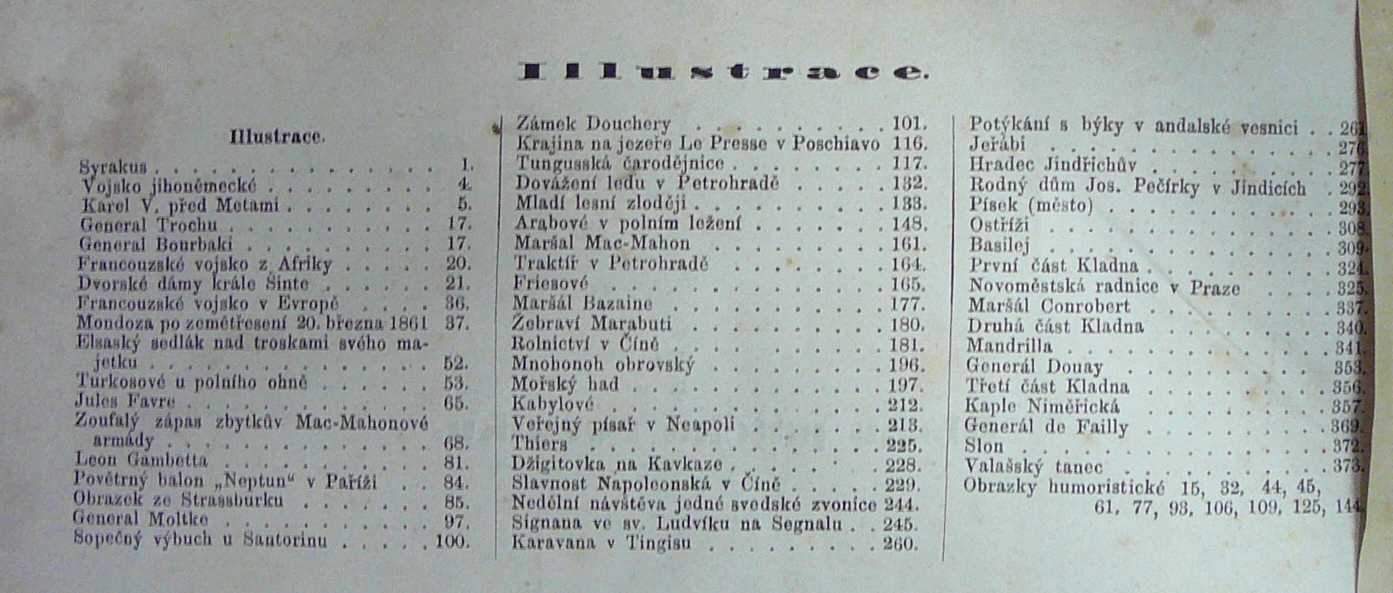 Illustrace.
Illustrace.
Syrakus . . . . . . . . . . . . . . . 1.
Vojsko jihoněmecké . . . . . . . . . 4.
Karel V. před Metami . . . . . . . . 5.
General Trochu . . . . . . . . . . . 17.
General Bourbaki . . . . . . . . . . 17.
Francouzské vojsko z Afriky . . . . . 20.
Dvorské dámy krále Sinte . . . . . . 21.
Francouzské vojsko v Evropě . . . . 36.
Mondoza po zemětřesení 20. března 1861 37.
Elsaský sedlák nad troskami svého ma-
jetku . . . . . . . . . . . . . . 52.
Turkosové u polního ohně . . . . . . 53.
Jules Favre . . . . . . . . . . . . . 65.
Zoufalý zápas zbytkův Mac-Mahonové
armády . . . . . . . . . . . . . 68.
Leon Gambetta . . . . . . . . . . . 81.
Povětrný balon „Neptun“ v Paříži . . 84.
Obrazek ze Strassburku . . . . . . . 85.
General Moltke . . . . . . . . . . . 97.
Sopečný výbuch u Santorinu . . . . . 100.
Zámek Douchery . . . . . . . . . . 101.
Krajina na jezeře Le Presse v Poschiavo 116.
Tungusská čarodějnice . . . . . . . . 117.
Dovážení ledu v Petrohradě . . . . . 132.
Mladí lesní zloději . . . . . . . . . . 133.
Arabové v polním ležení . . . . . . . 148.
Maršal Mac-Mahon . . . . . . . . . 161.
Traktír v Petrohradě . . . . . . . . 164.
Friesové . . . . . . . . . . . . . . 165.
Maršál Bazaine . . . . . . . . . . . 177.
Žebraví Marabuti . . . . . . . . . . 180.
Rolnictví v Číně . . . . . . . . . . . 181.
Mnohonoh obrovský . . . . . . . . . 196.
Mořský had . . . . . . . . . . . . . 197.
Kabylové . . . . . . . . . . . . . . 212.
Veřejný písař v Neapoli . . . . . . . 213.
Thiers . . . . . . . . . . . . . . . 225.
Džigitovka na Kavkaze . . . . . . . . 228.
Slavnost Napoleonská v Číně . . . . . 229.
Nedělní návštěva jedné svedské zvonice 244.
Signana ve sv. Ludvíku na Segnalu . . 245.
Karavana v Tingisu . . . . . . . . . 260.
Potýkání s býky v andalské vesnici . . 261
Jeřábi . . . . . . . . . . . . . . . 276
Hradec Jindřichův . . . . . . . . . . 277
Rodný dům Jos. Pečírky v Jindicích . 292
Písek (město) . . . . . . . . . . . . 293
Ostříži . . . . . . . . . . . . . . . 308
Basilej . . . . . . . . . . . . . . . 309
První část Kladna . . . . . . . . . . 324
Novoměstská radnice v Praze . . . . 325.
Maršál Conrobert . . . . . . . . . . 337.
Druhá část Kladna . . . . . . . . . . 340.
Mandrilla . . . . . . . . . . . . . . 341.
Generál Douay . . . . . . . . . . . 353.
Třetí část Kladna . . . . . . . . . . 356.
Kaple Niměřická . . . . . . . . . . 357.
Generál de Failly . . . . . . . . . . 369.
Slon . . . . . . . . . . . . . . . . 372.
Valašský tanec . . . . . . . . . . . 373.
Obrazky humoristické 15, 32, 44, 45,
61, 77, 93, 106, 109, 125, 144